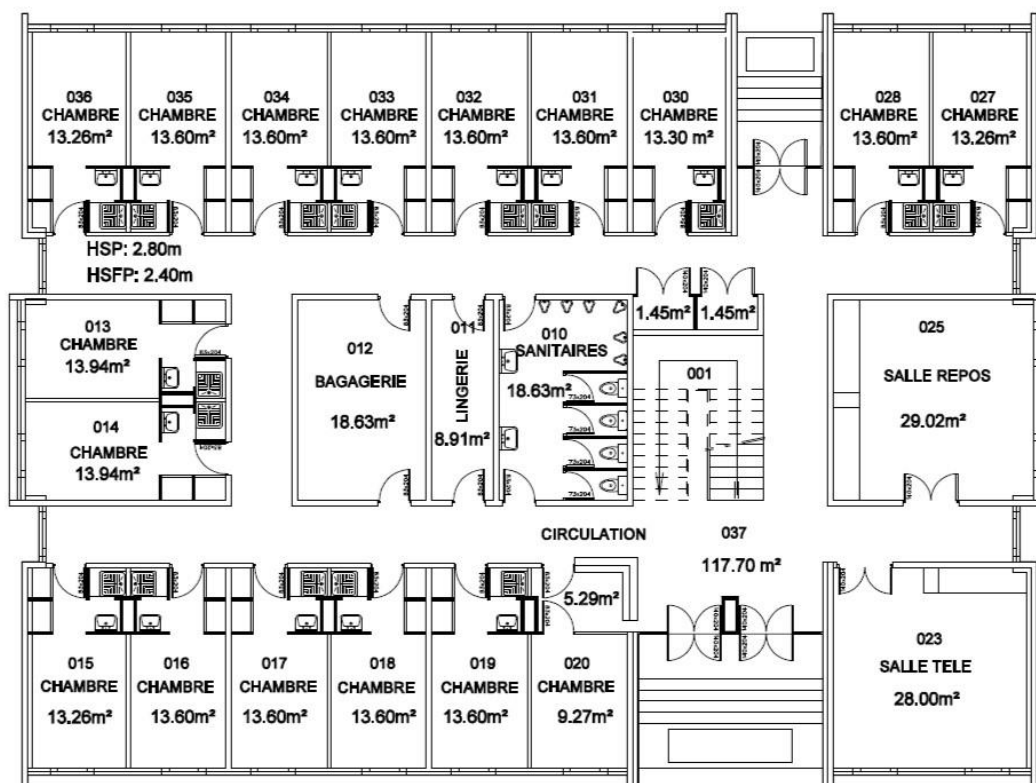 036
CHAMBRE
13.26m²
035
CHAMBRE
13.60m²
034
CHAMBRE
13.60m²
033
CHAMBRE
13.60m²
032
CHAMBRE
13.60m²
031
CHAMBRE
13.60m²
030
CHAMBRE
13.30 m²
028
CHAMBRE
13.60m²
027
CHAMBRE
13.26m²
HSP: 2.80m
HSFP: 2.40m
013
CHAMBRE
13.94m²
014
CHAMBRE
13.94m²
012
BAGAGERIE
18.63m²
011
LINGERIE
8.91m²
010
SANITAIRES
18.63m²
73x204
73x204
73x204
73x204
1.45m²
1.45m²
001
025
SALLE REPOS
29.02m²
CIRCULATION
037
117.70 m²
5.29m²
015
CHAMBRE
13.26m²
016
CHAMBRE
13.60m²
017
CHAMBRE
13.60m²
018
CHAMBRE
13.60m²
019
CHAMBRE
13.60m²
020
CHAMBRE
9.27m²
023
SALLE TELE
28.00m²